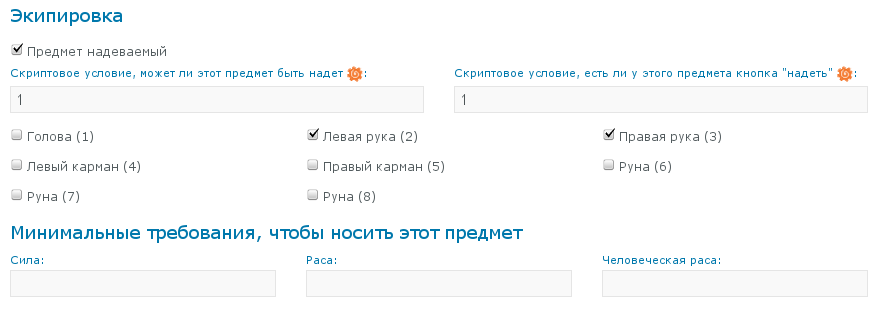 Экипировка
Предмет надеваемый
Скриптовое условие, может ли этот предмет быть надет : Скриптовое условие, есть ли у этого предмета кнопка "надеть" :
1 1
Голова (1) Левая рука (2) Правая рука (3)
Левый карман (4) Правый карман (5) Руна (6)
Руна (7) Руна (8)
Минимальные требования, чтобы носить этот предмет
Сила: Раса: Человеческая раса: